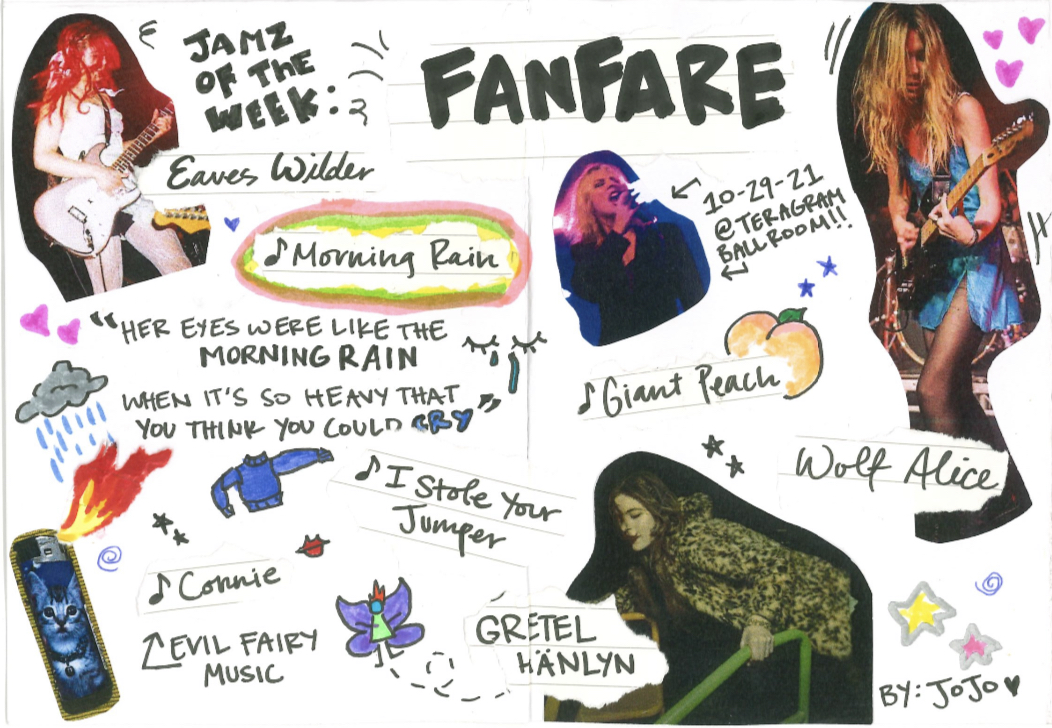 JAMZ
OF THE
WEEK:
FANFARE
Eaves Wilder
10-29-21
@TERAGRAM
BALLROOM!!
♪Morning Rain
"HER EYES WERE LIKE THE
MORNING RAIN
WHEN IT'S SO HEAVY THAT
YOU THINK YOU COULD CRY"
♪Giant Peach
Wolf Alice
♪I Stole Your
Jumper
♪Connie
EVIL FAIRY
MUSIC
GRETEL
HÄNLYN
BY: JOJO♥